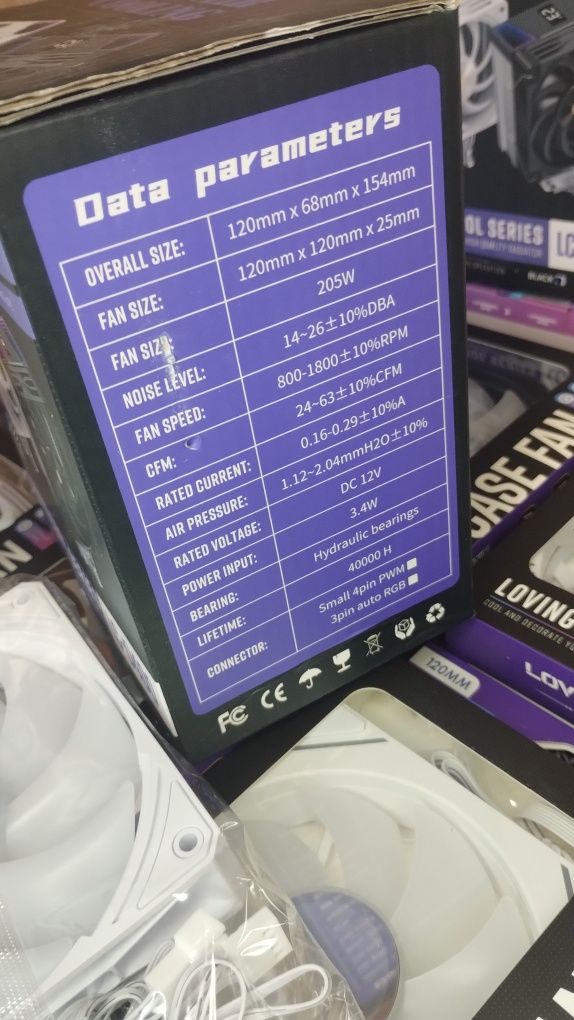 Data parameters
OVERALL SIZE: 120mm x 68mm x 154mm
FAN SIZE: 120mm x 120mm x 25mm
FAN SIZE: 205W
NOISE LEVEL: 14~26±10%DBA
FAN SPEED: 800-1800±10%RPM
CFM: 24~63±10%CFM
RATED CURRENT: 0.16-0.29±10%A
AIR PRESSURE: 1.12~2.04mmH2O±10%
RATED VOLTAGE: DC 12V
POWER INPUT: 3.4W
BEARING: Hydraulic bearings
LIFETIME: 40000 H
CONNECTOR: Small 4pin PWM
3pin auto RGB
FC CE
OL SERIES
BLACK
CASE FAN
LOVING
COOL AND DECORATE YO
LOV
120MM